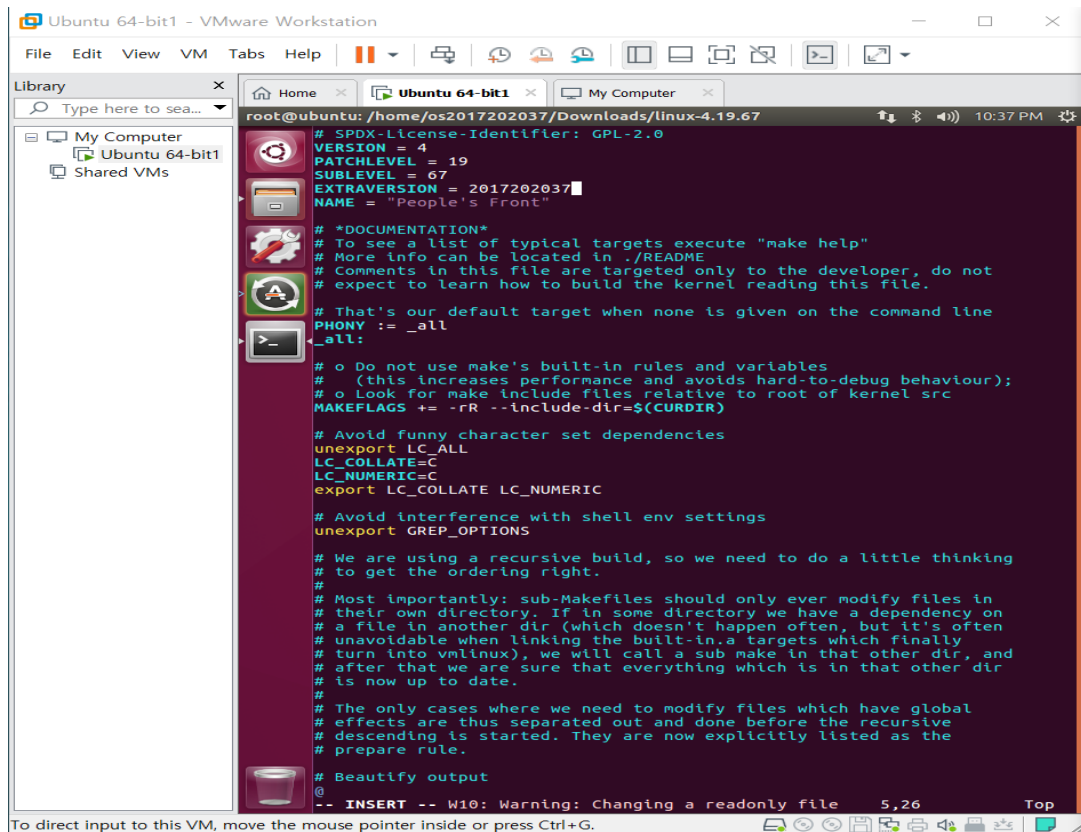 Ubuntu 64-bit1 - VMware Workstation
File Edit View VM Tabs Help
Library
Type here to sea...
My Computer
Ubuntu 64-bit1
Shared VMs
Home
Ubuntu 64-bit1
My Computer
root@ubuntu: /home/os2017202037/Downloads/linux-4.19.67 10:37 PM
# SPDX-License-Identifier: GPL-2.0
VERSION = 4
PATCHLEVEL = 19
SUBLEVEL = 67
EXTRAVERSION = 2017202037
NAME = "People's Front"
# *DOCUMENTATION*
# To see a list of typical targets execute "make help"
# More info can be located in ./README
# Comments in this file are targeted only to the developer, do not
# expect to learn how to build the kernel reading this file.
# That's our default target when none is given on the command line
PHONY := _all
_all:
# o Do not use make's built-in rules and variables
#   (this increases performance and avoids hard-to-debug behaviour);
# o Look for make include files relative to root of kernel src
MAKEFLAGS += -rR --include-dir=$(CURDIR)
# Avoid funny character set dependencies
unexport LC_ALL
LC_COLLATE=C
LC_NUMERIC=C
export LC_COLLATE LC_NUMERIC
# Avoid interference with shell env settings
unexport GREP_OPTIONS
# We are using a recursive build, so we need to do a little thinking
# to get the ordering right.
#
# Most importantly: sub-Makefiles should only ever modify files in
# their own directory. If in some directory we have a dependency on
# a file in another dir (which doesn't happen often, but it's often
# unavoidable when linking the built-in.a targets which finally
# turn into vmlinux), we will call a sub make in that other dir, and
# after that we are sure that everything which is in that other dir
# is now up to date.
#
# The only cases where we need to modify files which have global
# effects are thus separated out and done before the recursive
# descending is started. They are now explicitly listed as the
# prepare rule.
# Beautify output
@
-- INSERT -- W10: Warning: Changing a readonly file 5,26 Top
To direct input to this VM, move the mouse pointer inside or press Ctrl+G.